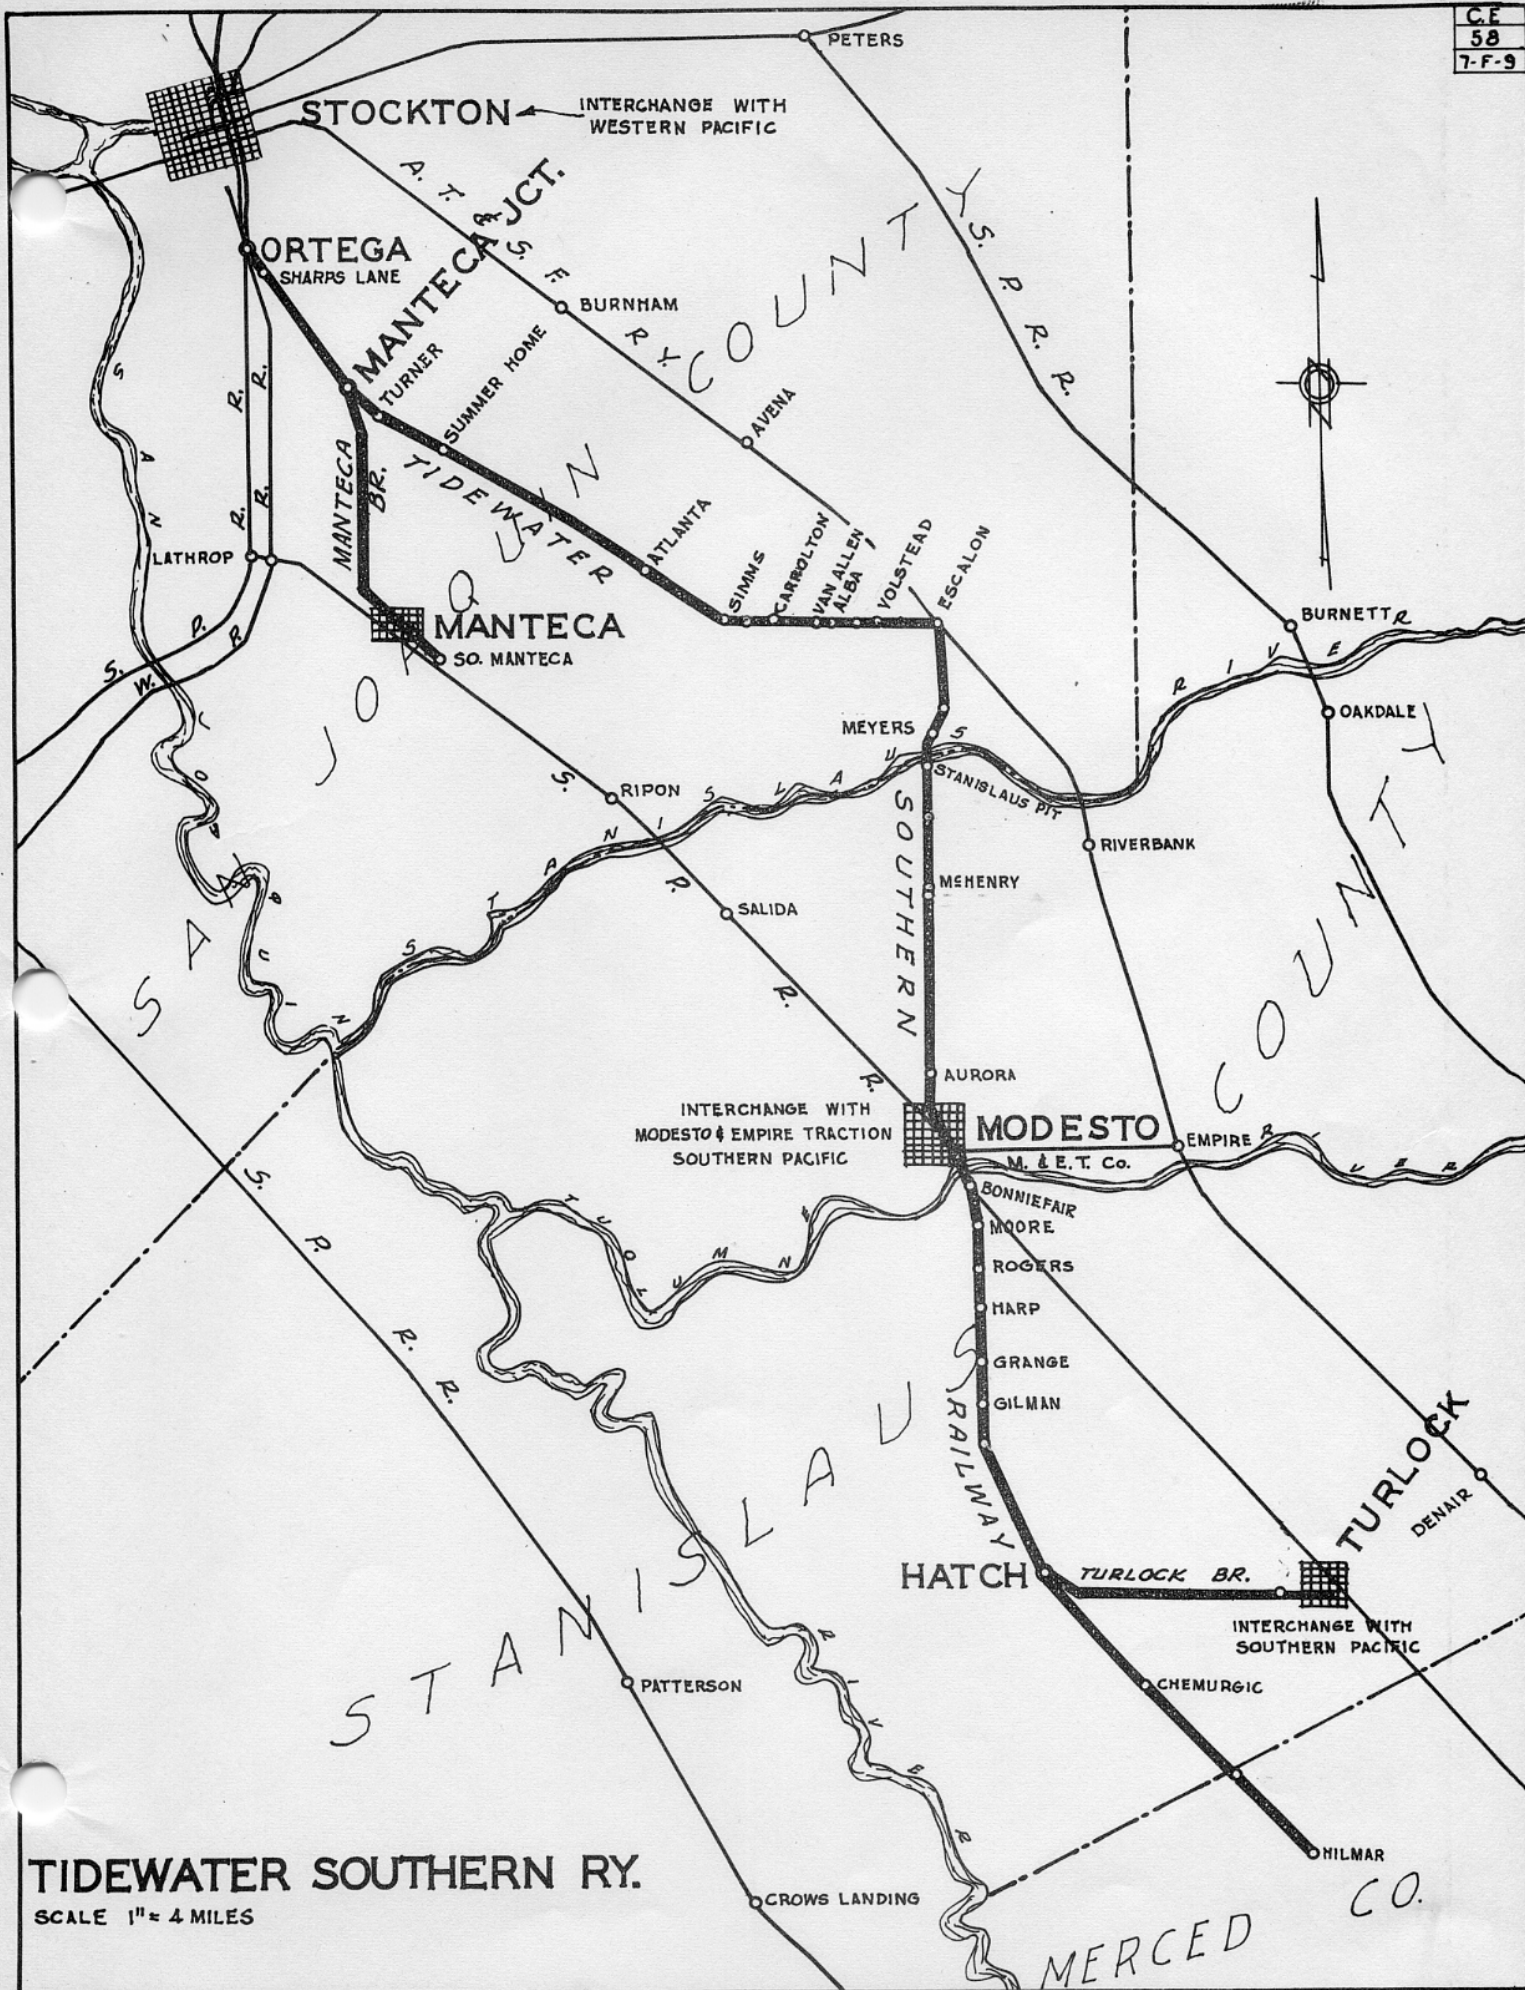 C.E
58
7-F-9
PETERS
STOCKTON
INTERCHANGE WITH
WESTERN PACIFIC
A. T. & S. F. RY.
S. P. R. R.
ORTEGA
SHARPS LANE
MANTECA JCT.
TURNER
SUMMER HOME
BURNHAM
AVENA
SAN JOAQUIN COUNTY
R. R.
R. R.
MANTECA
BR.
TIDEWATER
ATLANTA
SIMMS
CARROLTON
VAN ALLEN
ALBA
VOLSTEAD
ESCALON
LATHROP
MANTECA
SO. MANTECA
S. P.
W. P.
BURNETT
OAKDALE
MEYERS
STANISLAUS PIT
STANISLAUS RIVER
RIPON
RIVERBANK
SOUTHERN
McHENRY
SALIDA
S. P. R. R.
SAN JOAQUIN RIVER
AURORA
INTERCHANGE WITH
MODESTO & EMPIRE TRACTION
SOUTHERN PACIFIC
MODESTO
M. & E.T. Co.
EMPIRE
BONNIEFAIR
MOORE
ROGERS
HARP
GRANGE
GILMAN
TUOLUMNE RIVER
S. P. R. R.
STANISLAUS COUNTY
RAILWAY
TURLOCK
DENAIR
HATCH
TURLOCK BR.
INTERCHANGE WITH
SOUTHERN PACIFIC
CHEMURGIC
PATTERSON
HILMAR
CROWS LANDING
MERCED CO.
TIDEWATER SOUTHERN RY.
SCALE 1" = 4 MILES